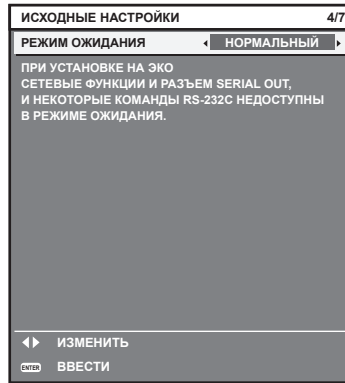 ИСХОДНЫЕ НАСТРОЙКИ 4/7
РЕЖИМ ОЖИДАНИЯ НОРМАЛЬНЫЙ
ПРИ УСТАНОВКЕ НА ЭКО
СЕТЕВЫЕ ФУНКЦИИ И РАЗЪЕМ SERIAL OUT,
И НЕКОТОРЫЕ КОМАНДЫ RS-232C НЕДОСТУПНЫ
В РЕЖИМЕ ОЖИДАНИЯ.
ИЗМЕНИТЬ
ENTER ВВЕСТИ